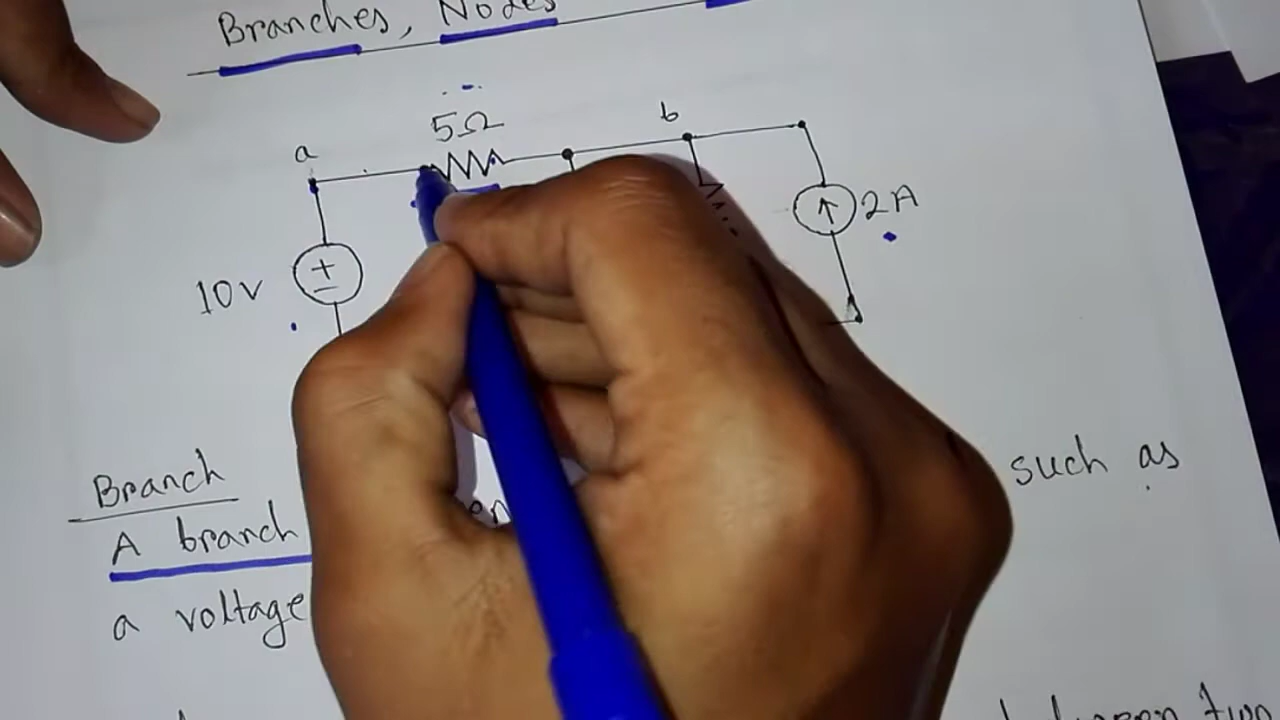 Branches, Nodes
b
5Ω
a
2A
10v
Branch
such as
A branch
a voltage